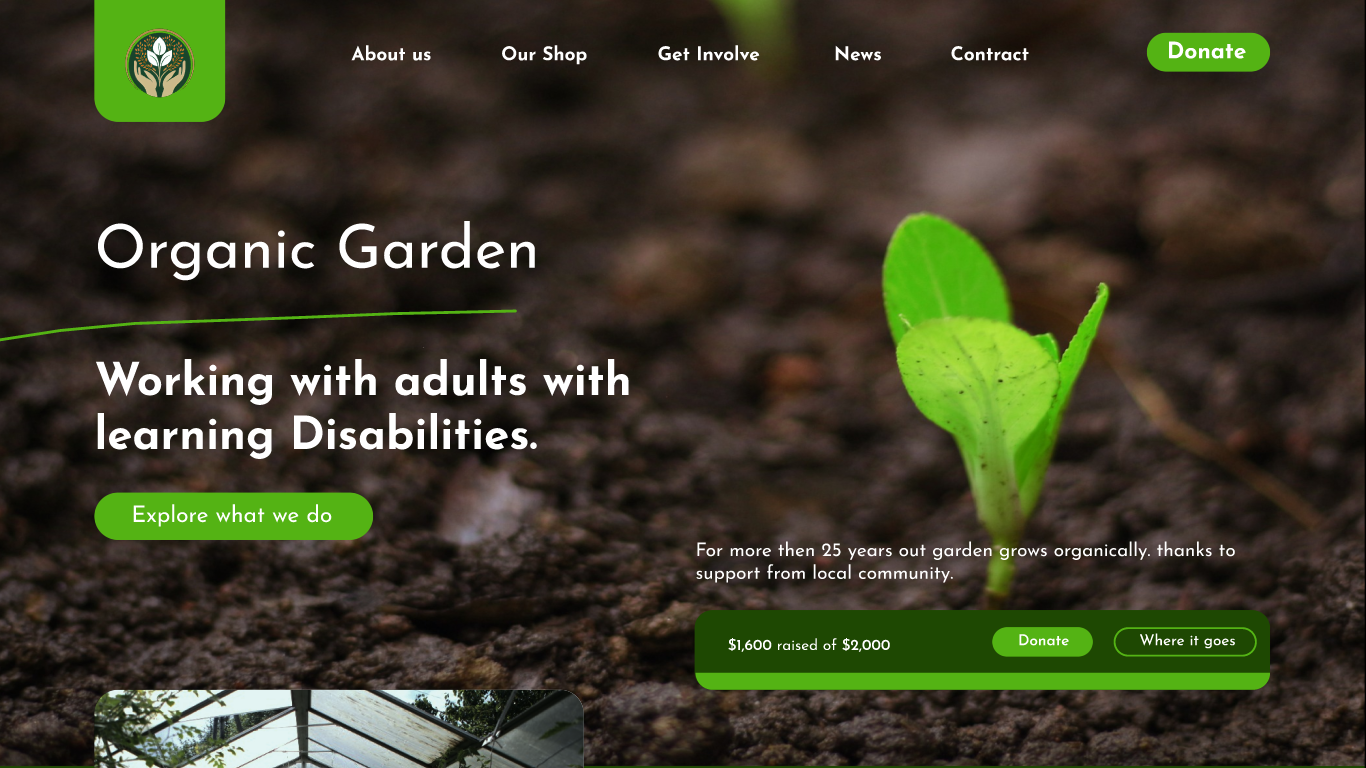 About us
Our Shop
Get Involve
News
Contract
Donate
Organic Garden
Working with adults with
learning Disabilities.
Explore what we do
For more then 25 years out garden grows organically. thanks to
support from local community.
$1,600 raised of $2,000
Donate
Where it goes